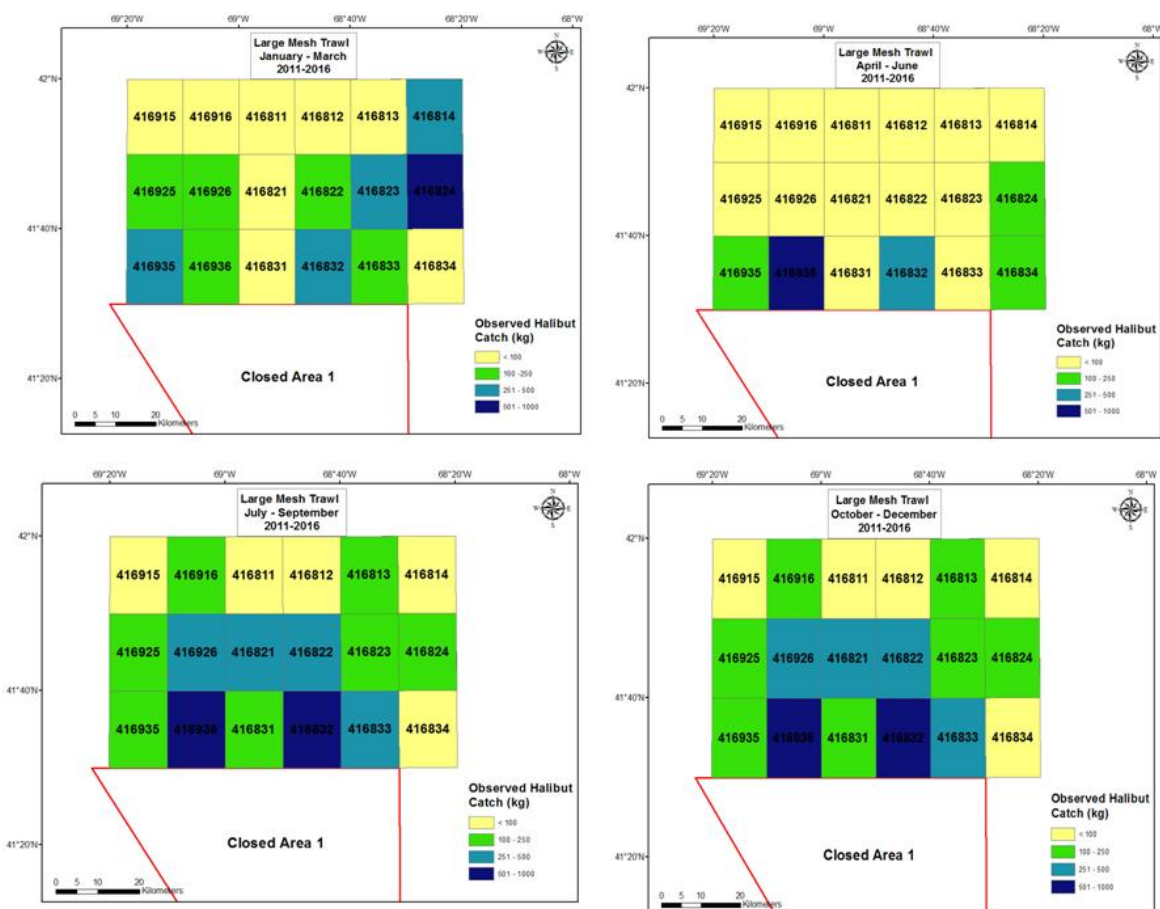 69°20'W 69°W 68°40'W 68°20'W 68°W
Large Mesh Trawl
January - March
2011-2016
N
W E
S
42°N
416915 416916 416811 416812 416813 416814
416925 416926 416821 416822 416823 416824
41°40'N
416935 416936 416831 416832 416833 416834
Observed Halibut
Catch (kg)
< 100
100 -250
251 - 500
501 - 1000
41°20'N
Closed Area 1
0 5 10 20
Kilometers
69°20'W 69°W 68°40'W 68°20'W 68°W
Large Mesh Trawl
April - June
2011-2016
N
W E
S
42°N
416915 416916 416811 416812 416813 416814
416925 416926 416821 416822 416823 416824
41°40'N
416935 416936 416831 416832 416833 416834
Observed Halibut
Catch (kg)
< 100
100 - 250
251 - 500
501 - 1000
41°20'N
Closed Area 1
0 5 10 20
Kilometers
69°20'W 69°W 68°40'W 68°20'W 68°W
Large Mesh Trawl
July - September
2011-2016
N
W E
S
42°N
416915 416916 416811 416812 416813 416814
416925 416926 416821 416822 416823 416824
41°40'N
416935 416936 416831 416832 416833 416834
Observed Halibut
Catch (kg)
< 100
100 - 250
251 - 500
501 - 1000
41°20'N
Closed Area 1
0 5 10 20
Kilometers
69°20'W 69°W 68°40'W 68°20'W 68°W
Large Mesh Trawl
October - December
2011-2016
N
W E
S
42°N
416915 416916 416811 416812 416813 416814
416925 416926 416821 416822 416823 416824
41°40'N
416935 416936 416831 416832 416833 416834
Observed Halibut
Catch (kg)
< 100
100 - 250
251 - 500
501 - 1000
41°20'N
Closed Area 1
0 5 10 20
Kilometers